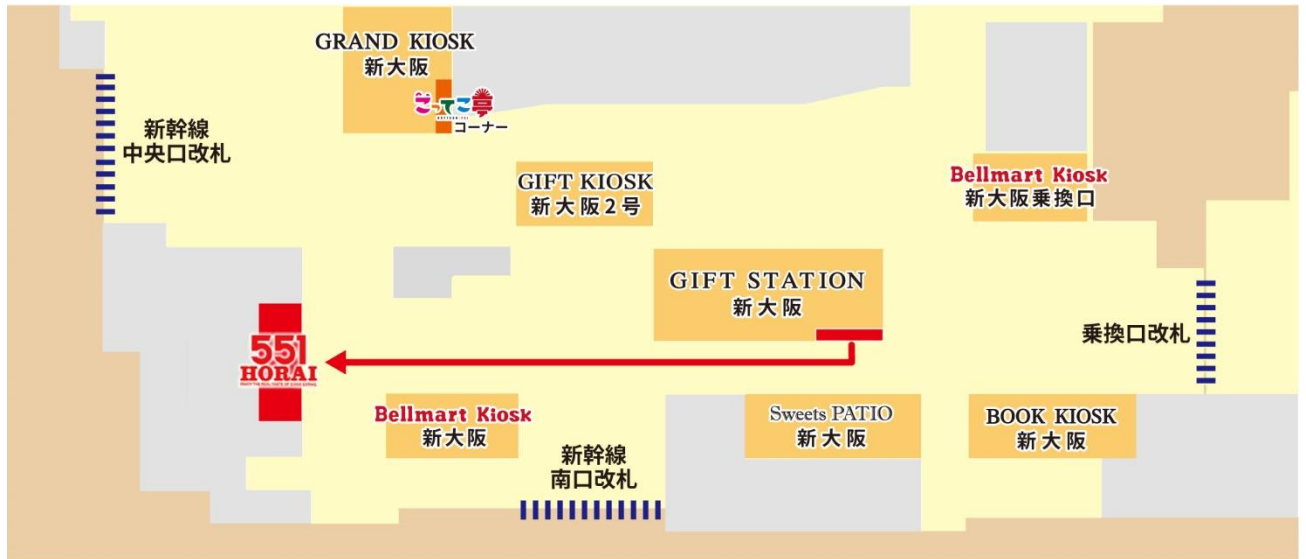 GRAND KIOSK
新大阪
こってこ亭
コーナー
新幹線
中央口改札
GIFT KIOSK
新大阪2号
Bellmart Kiosk
新大阪乗換口
GIFT STATION
新大阪
乗換口改札
551
HORAI
Bellmart Kiosk
新大阪
Sweets PATIO
新大阪
BOOK KIOSK
新大阪
新幹線
南口改札